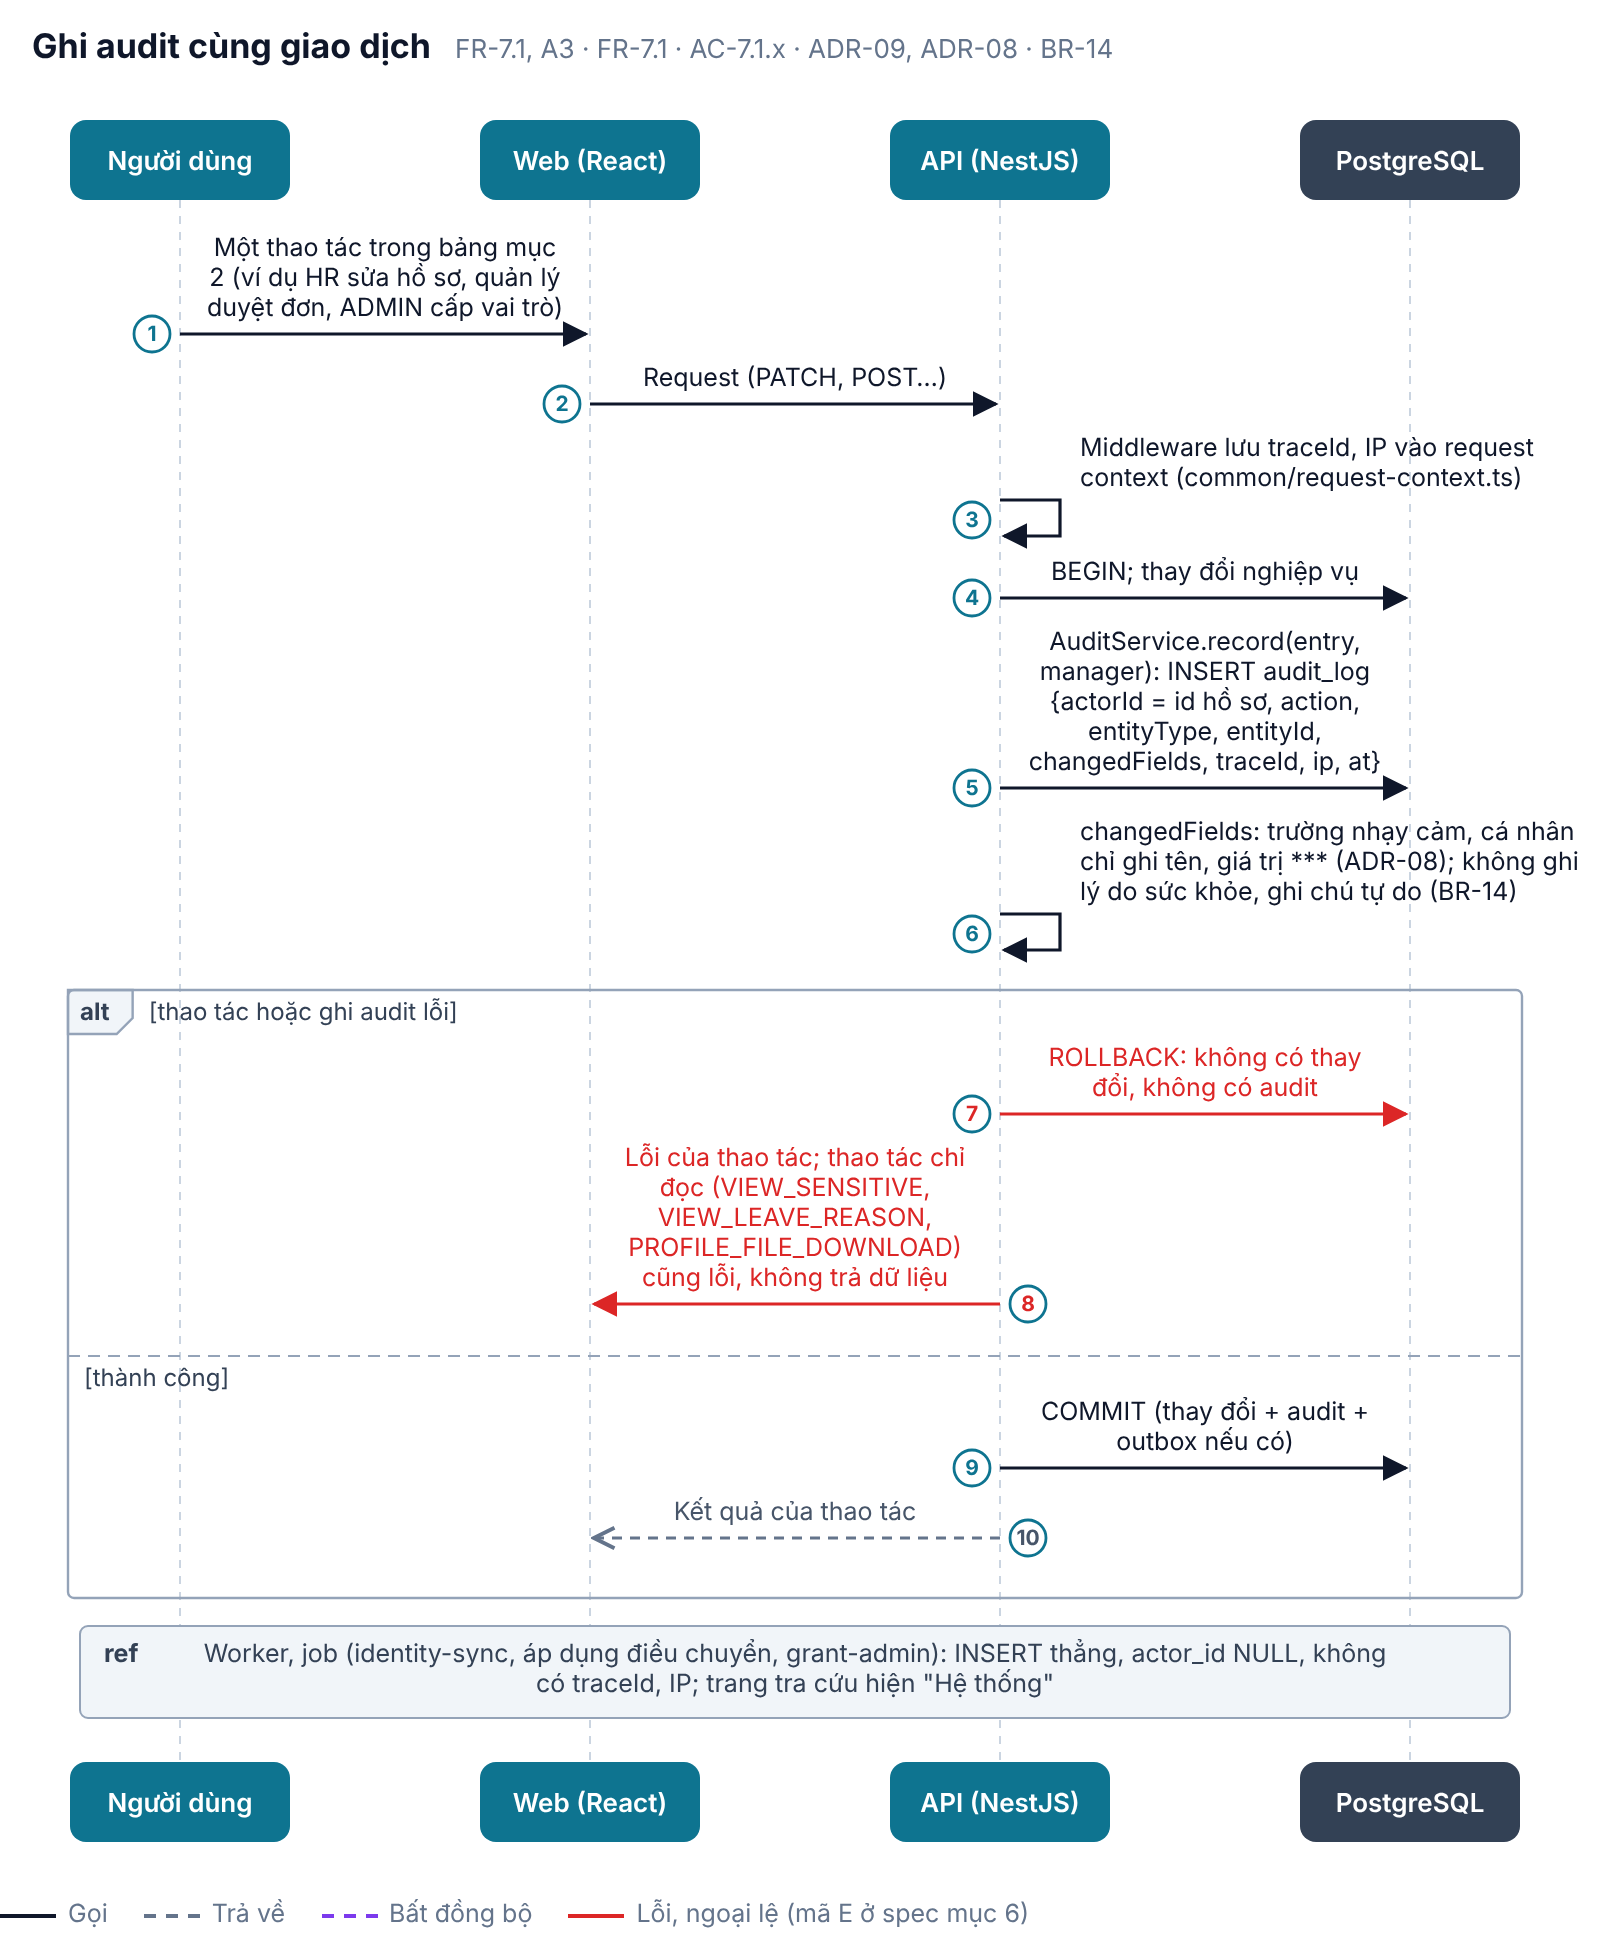 Ghi audit cùng giao dịch FR-7.1, A3 · FR-7.1 · AC-7.1.x · ADR-09, ADR-08 · BR-14
Người dùng
Web (React)
API (NestJS)
PostgreSQL
Một thao tác trong bảng mục
2 (ví dụ HR sửa hồ sơ, quản lý
duyệt đơn, ADMIN cấp vai trò)
1
Request (PATCH, POST...)
2
Middleware lưu traceId, IP vào request
context (common/request-context.ts)
3
BEGIN; thay đổi nghiệp vụ
4
AuditService.record(entry,
manager): INSERT audit_log
{actorId = id hồ sơ, action,
entityType, entityId,
changedFields, traceId, ip, at}
5
changedFields: trường nhạy cảm, cá nhân
chỉ ghi tên, giá trị *** (ADR-08); không ghi
lý do sức khỏe, ghi chú tự do (BR-14)
6
alt [thao tác hoặc ghi audit lỗi]
ROLLBACK: không có thay
đổi, không có audit
7
Lỗi của thao tác; thao tác chỉ
đọc (VIEW_SENSITIVE,
VIEW_LEAVE_REASON,
PROFILE_FILE_DOWNLOAD)
cũng lỗi, không trả dữ liệu
8
[thành công]
COMMIT (thay đổi + audit +
outbox nếu có)
9
Kết quả của thao tác
10
ref Worker, job (identity-sync, áp dụng điều chuyển, grant-admin): INSERT thẳng, actor_id NULL, không
có traceId, IP; trang tra cứu hiện "Hệ thống"
Người dùng
Web (React)
API (NestJS)
PostgreSQL
Gọi
Trả về
Bất đồng bộ
Lỗi, ngoại lệ (mã E ở spec mục 6)